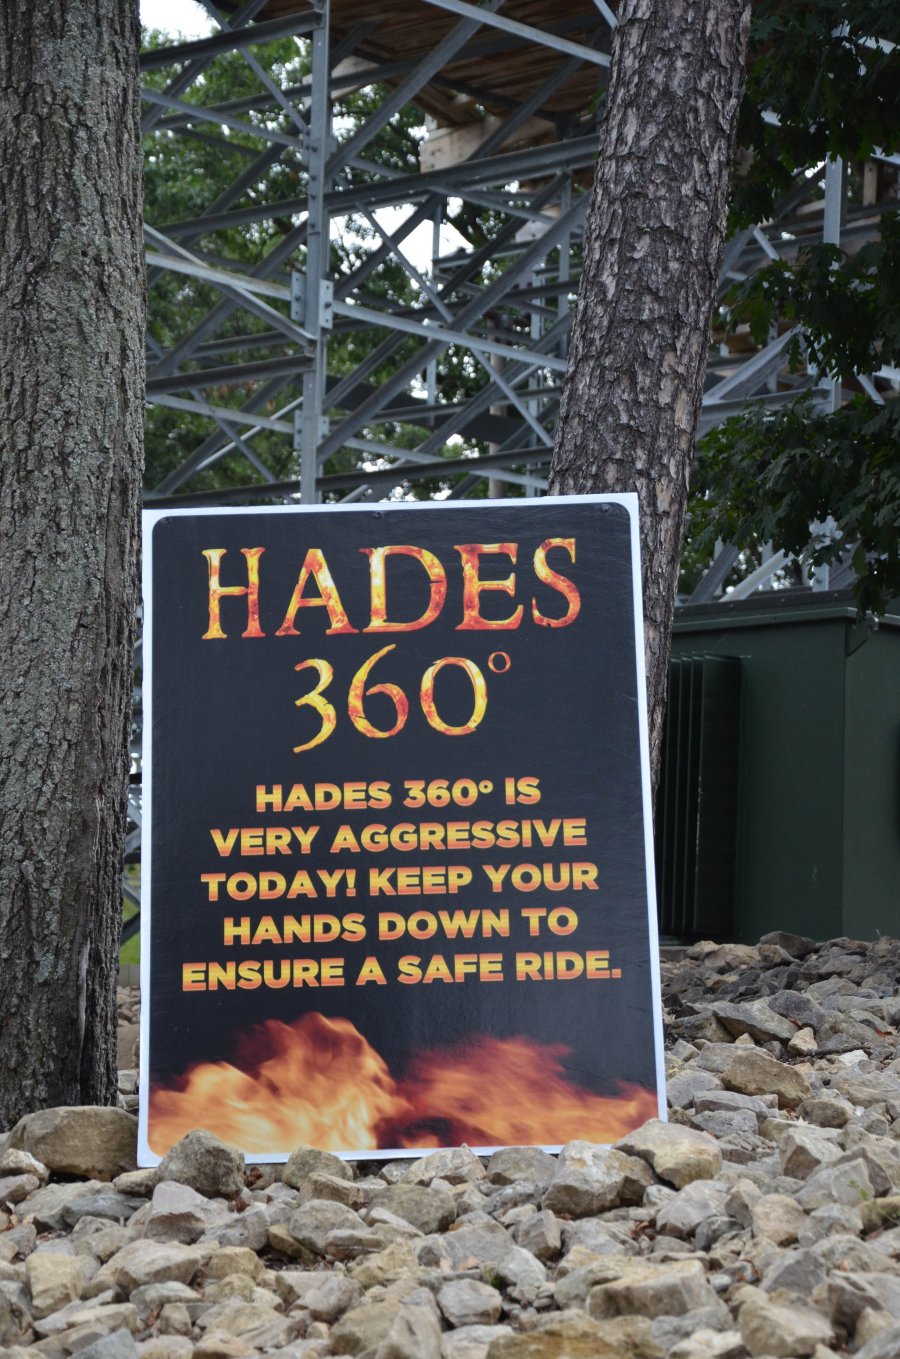 HADES
360°
HADES 360° IS
VERY AGGRESSIVE
TODAY! KEEP YOUR
HANDS DOWN TO
ENSURE A SAFE RIDE.